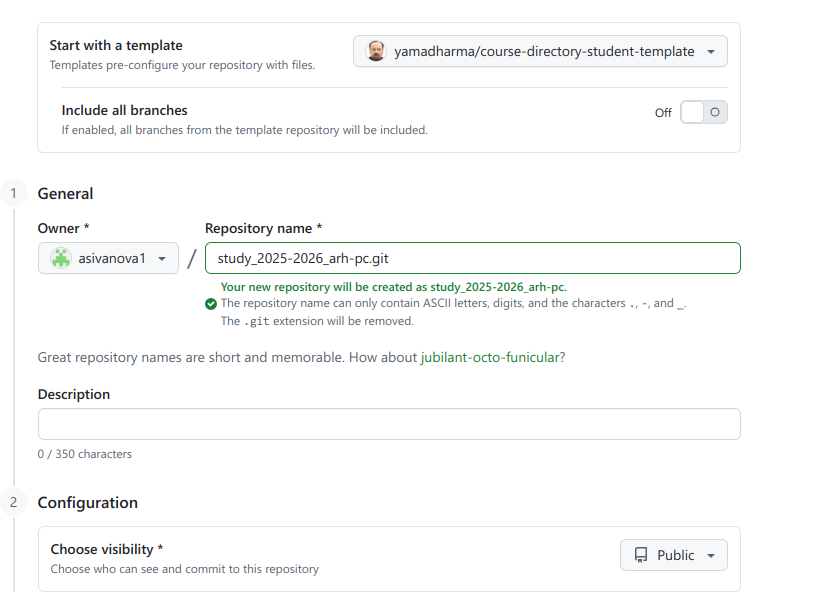 Start with a template
Templates pre-configure your repository with files.
yamadharma/course-directory-student-template
Include all branches
If enabled, all branches from the template repository will be included.
Off
1
General
Owner *
Repository name *
asivanova1
/
study_2025-2026_arh-pc.git
Your new repository will be created as study_2025-2026_arh-pc.
The repository name can only contain ASCII letters, digits, and the characters ., -, and _.
The .git extension will be removed.
Great repository names are short and memorable. How about jubilant-octo-funicular?
Description
0 / 350 characters
2
Configuration
Choose visibility *
Choose who can see and commit to this repository
Public